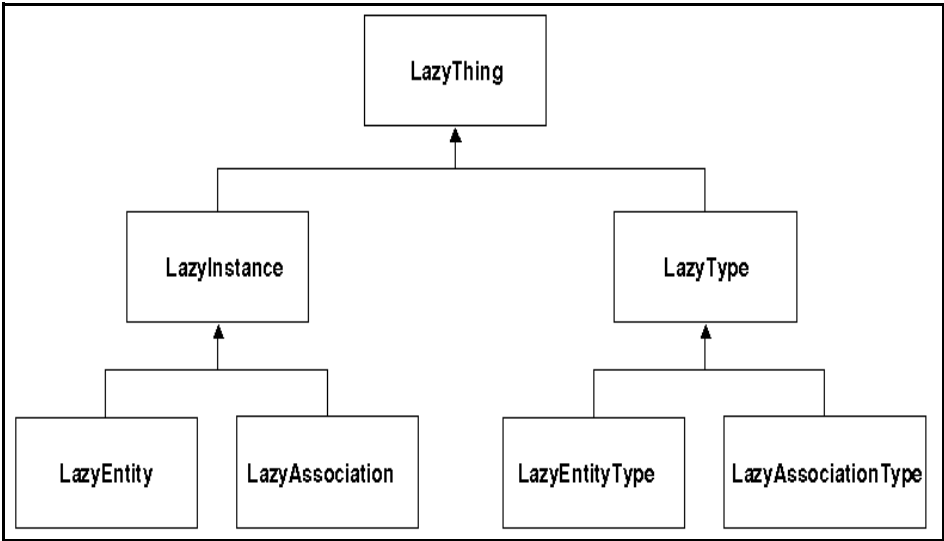 LazyThing
LazyInstance
LazyType
LazyEntity
LazyAssociation
LazyEntityType
LazyAssociationType